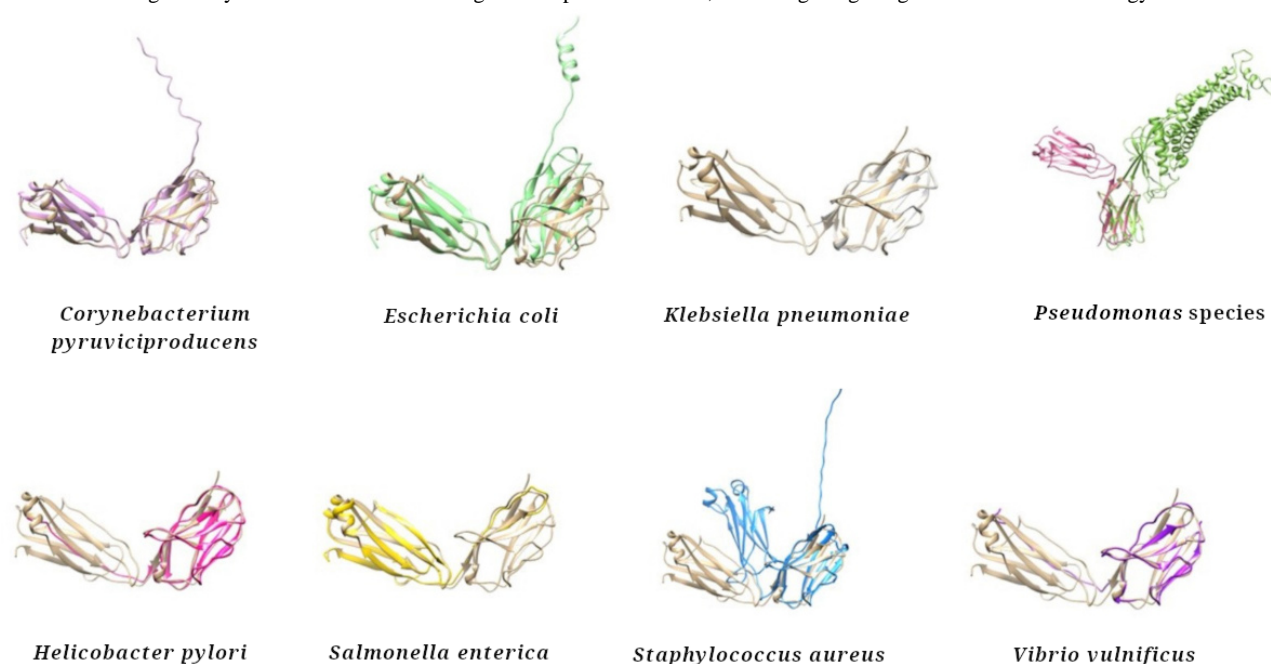 Corynebacterium
pyruviciproducens
Escherichia coli
Klebsiella pneumoniae
Pseudomonas species
Helicobacter pylori
Salmonella enterica
Staphylococcus aureus
Vibrio vulnificus